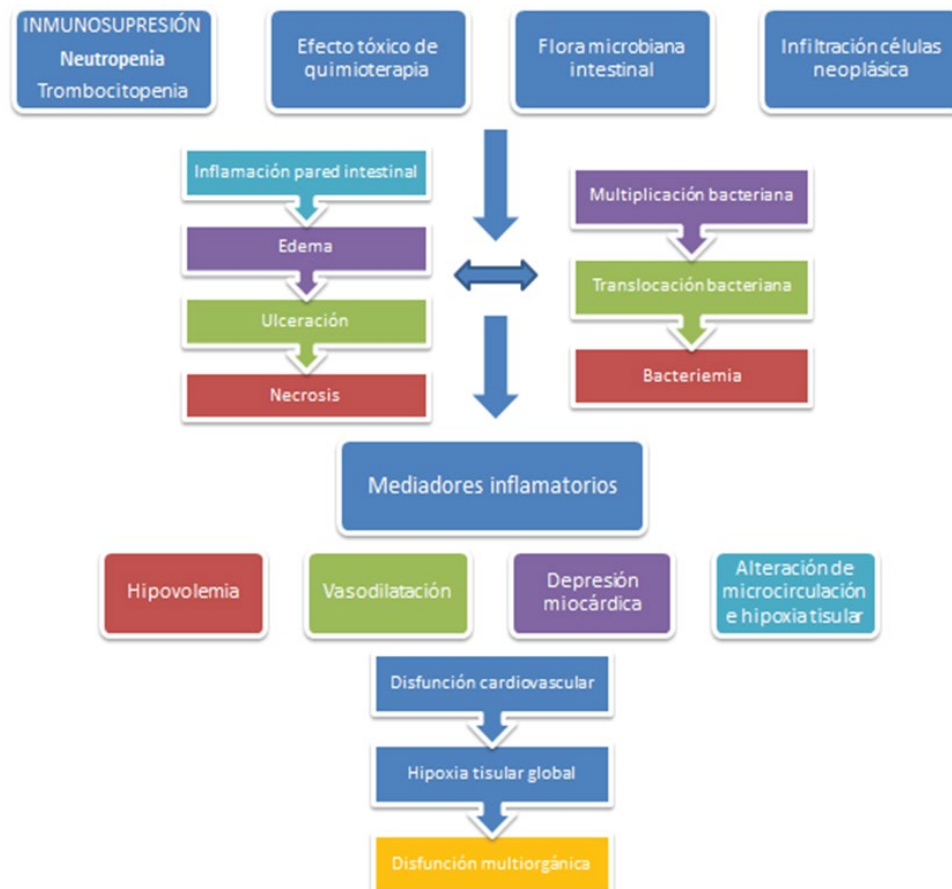 INMUNOSUPRESIÓN
Neutropenia
Trombocitopenia
Efecto tóxico de
quimioterapia
Flora microbiana
intestinal
Infiltración células
neoplásica
Inflamación pared intestinal
Edema
Ulceración
Necrosis
Multiplicación bacteriana
Translocación bacteriana
Bacteriemia
Mediadores inflamatorios
Hipovolemia
Vasodilatación
Depresión
miocárdica
Alteración de
microcirculación
e hipoxia tisular
Disfunción cardiovascular
Hipoxia tisular global
Disfunción multiorgánica